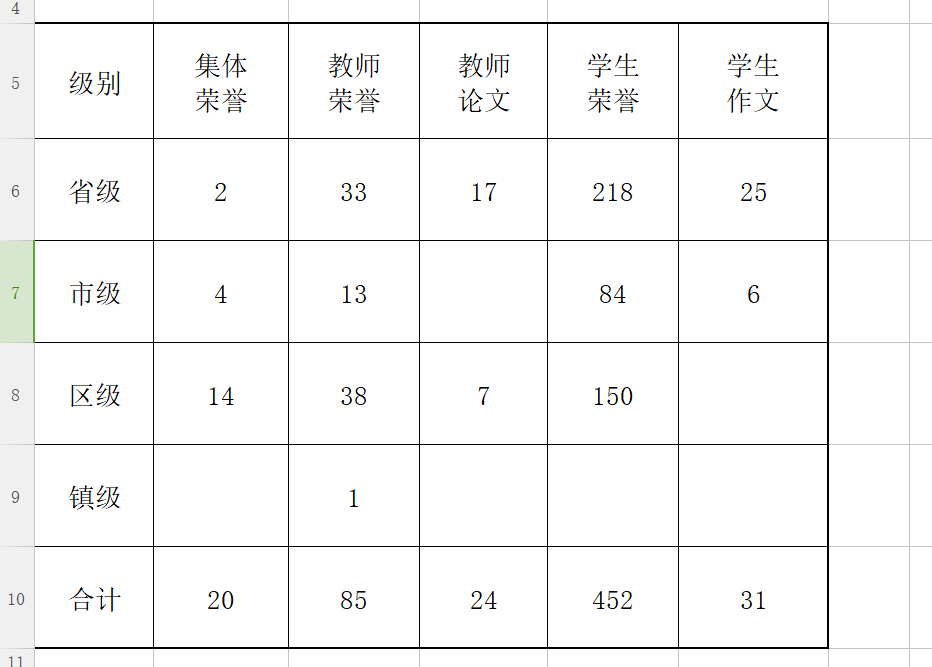 4
5 级别 集体荣誉 教师荣誉 教师论文 学生荣誉 学生作文
6 省级 2 33 17 218 25
7 市级 4 13 84 6
8 区级 14 38 7 150
9 镇级 1
10 合计 20 85 24 452 31
11